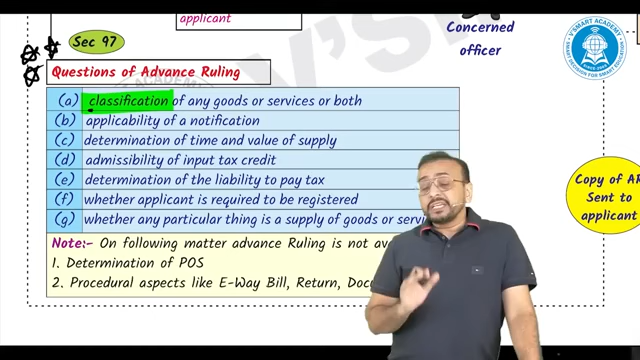 applicant
Concerned
officer
V'SMART ACADEMY
Sec 97
Questions of Advance Ruling
(a) classification of any goods or services or both
(b) applicability of a notification
(c) determination of time and value of supply
(d) admissibility of input tax credit
(e) determination of the liability to pay tax
(f) whether applicant is required to be registered
(g) whether any particular thing is a supply of goods or
Note:- On following matter advance Ruling is not
1. Determination of POS
2. Procedural aspects like E-Way Bill, Return,
Copy of AR
Sent to
applicant